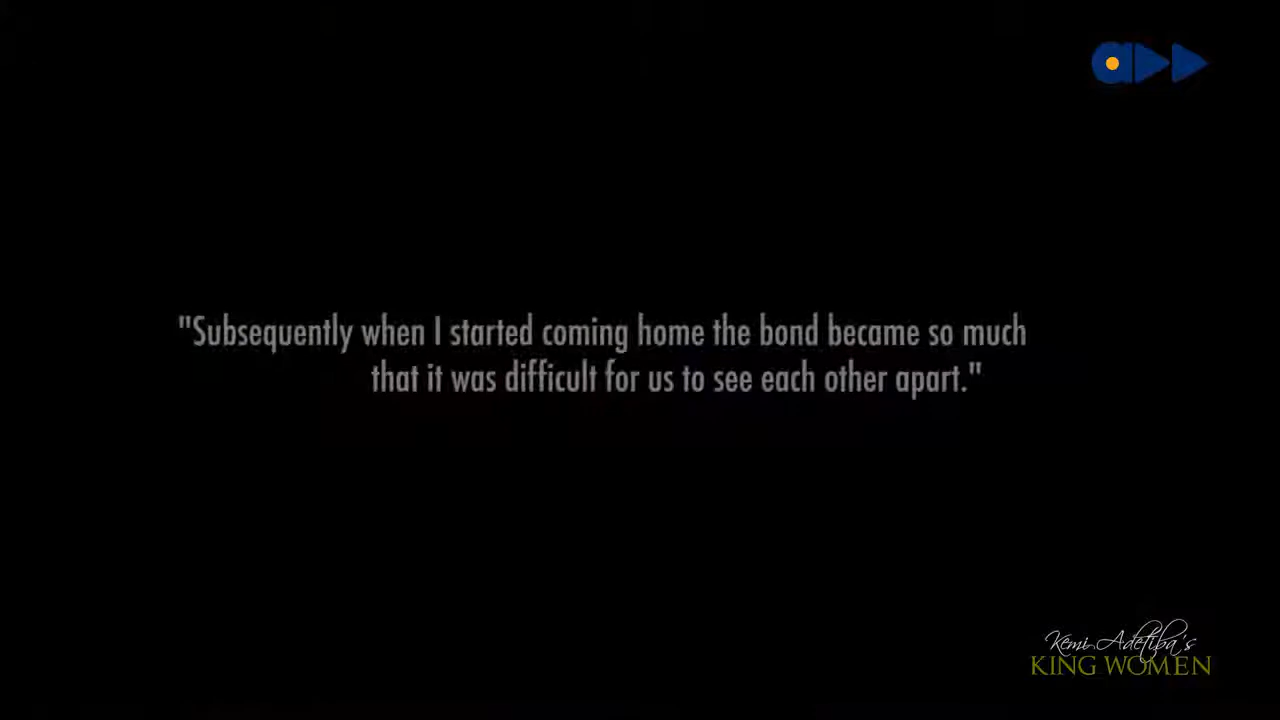 "Subsequently when I started coming home the bond became so much
that it was difficult for us to see each other apart."
Kemi Adetiba's
KING WOMEN